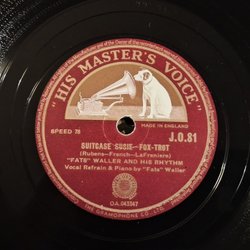 "HIS MASTER'S VOICE"
MADE IN ENGLAND
SPEED 78
J.O.81
SUITCASE SUSIE—FOX-TROT
(Rubens—French—LaFreniere)
"FATS" WALLER AND HIS RHYTHM
Vocal Refrain & Piano by "Fats" Waller
THE GRAMOPHONE CO. LTD.